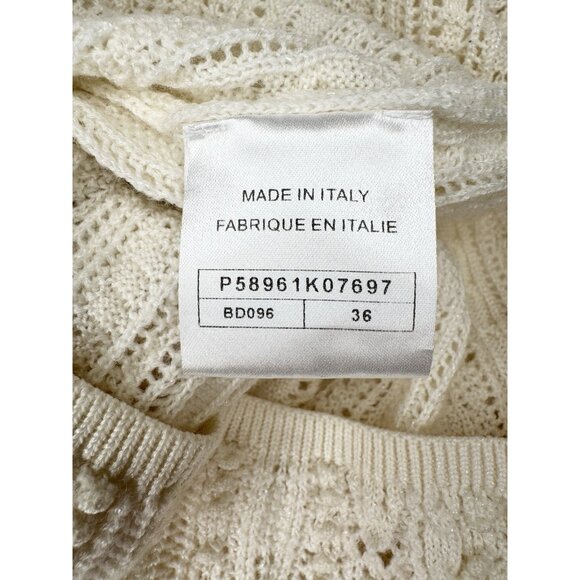 MADE IN ITALY
FABRIQUE EN ITALIE
P58961K07697
BD096 36